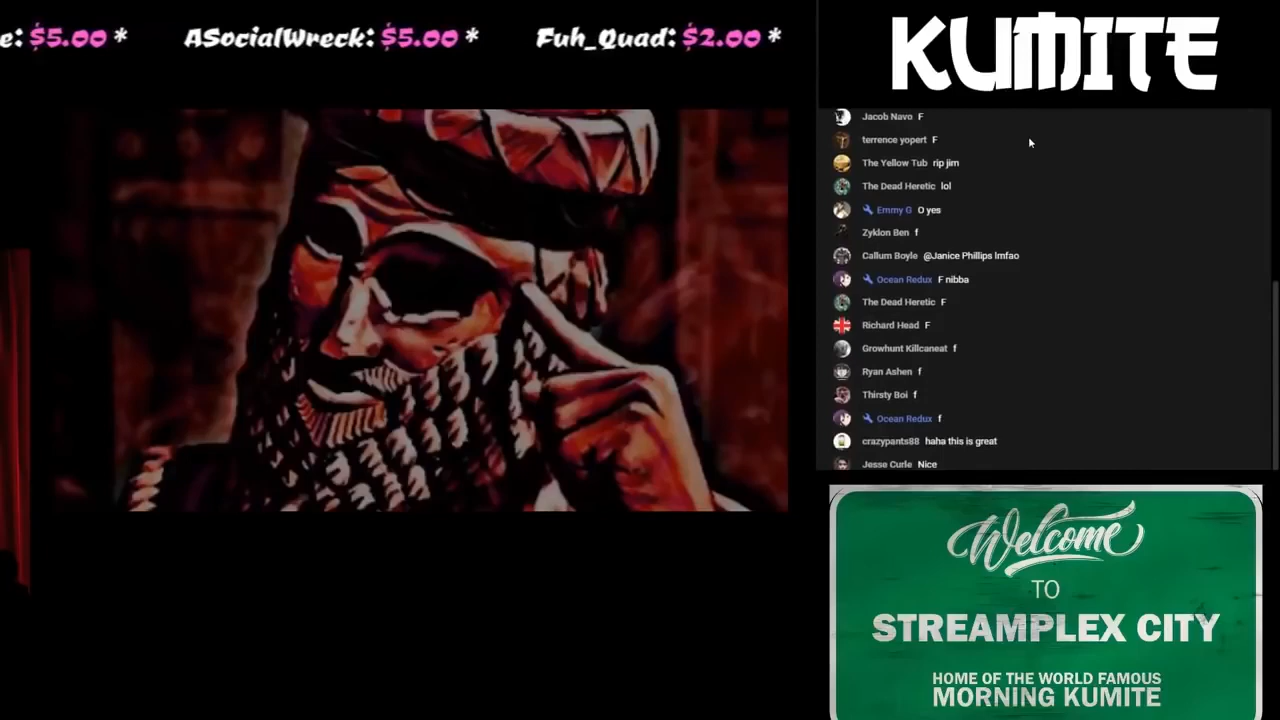 e: $5.00 * ASocialWreck: $5.00 * Fuh_Quad: $2.00 *
KUMITE
Jacob Navo F
terrence yopert F
The Yellow Tub rip jim
The Dead Heretic lol
Emmy G O yes
Zyklon Ben f
Callum Boyle @Janice Phillips lmfao
Ocean Redux F nibba
The Dead Heretic F
Richard Head F
Growhunt Killcaneat f
Ryan Ashen f
Thirsty Boi f
Ocean Redux f
crazypants88 haha this is great
Jesse Curle Nice
Welcome
TO
STREAMPLEX CITY
HOME OF THE WORLD FAMOUS
MORNING KUMITE